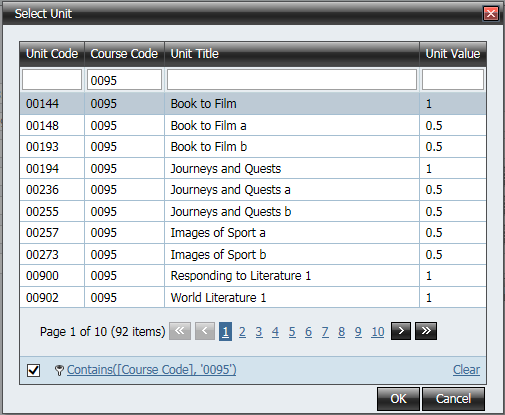 Select Unit
Unit Code Course Code Unit Title Unit Value
0095
00144 0095 Book to Film 1
00148 0095 Book to Film a 0.5
00193 0095 Book to Film b 0.5
00194 0095 Journeys and Quests 1
00236 0095 Journeys and Quests a 0.5
00255 0095 Journeys and Quests b 0.5
00257 0095 Images of Sport a 0.5
00273 0095 Images of Sport b 0.5
00900 0095 Responding to Literature 1 1
00902 0095 World Literature 1 1
Page 1 of 10 (92 items) 1 2 3 4 5 6 7 8 9 10
Contains([Course Code], '0095') Clear
OK Cancel